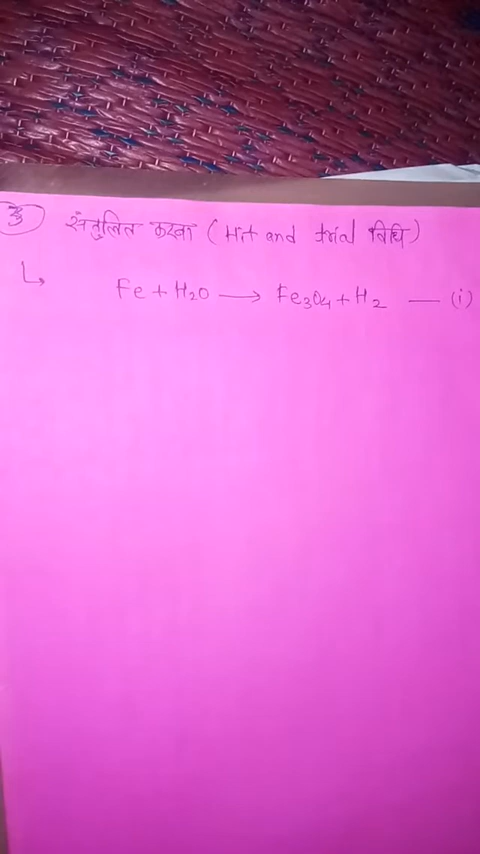 3 संतुलित करना (Hit and trial विधि)
↳ Fe + H₂O ⟶ Fe₃O₄ + H₂ — (i)